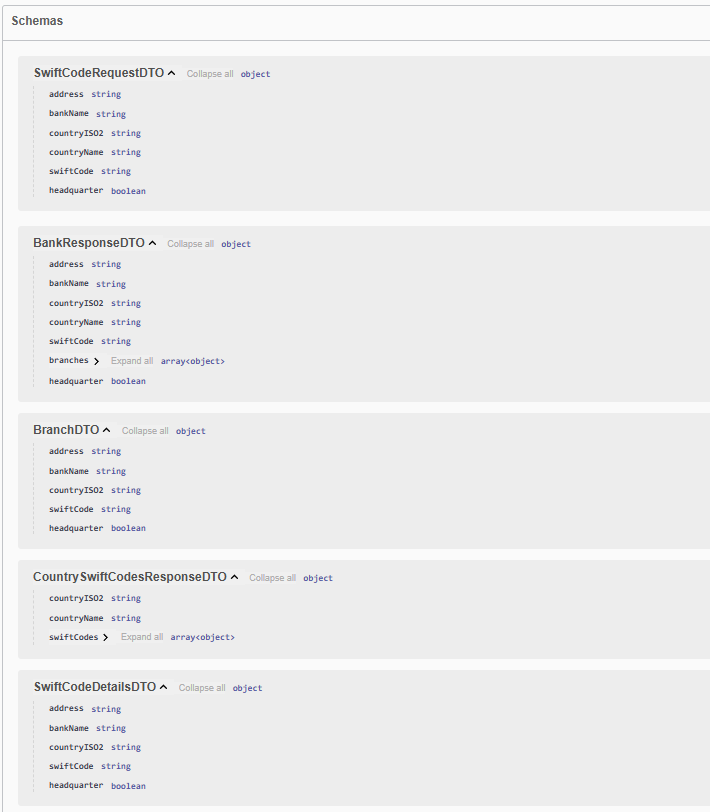 Schemas
SwiftCodeRequestDTO Collapse all object
address string
bankName string
countryISO2 string
countryName string
swiftCode string
headquarter boolean
BankResponseDTO Collapse all object
address string
bankName string
countryISO2 string
countryName string
swiftCode string
branches Expand all array<object>
headquarter boolean
BranchDTO Collapse all object
address string
bankName string
countryISO2 string
swiftCode string
headquarter boolean
CountrySwiftCodesResponseDTO Collapse all object
countryISO2 string
countryName string
swiftCodes Expand all array<object>
SwiftCodeDetailsDTO Collapse all object
address string
bankName string
countryISO2 string
swiftCode string
headquarter boolean